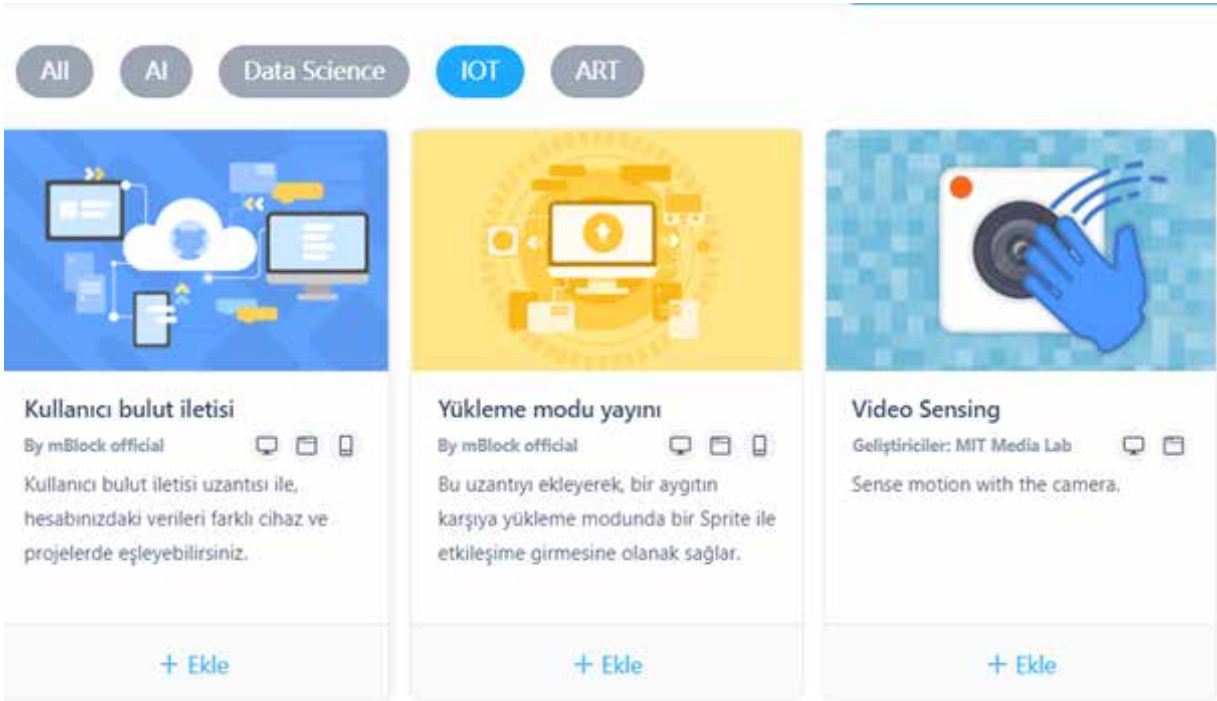 All AI Data Science IOT ART
Kullanıcı bulut iletisi
By mBlock official
Kullanıcı bulut iletisi uzantısı ile,
hesabınızdaki verileri farklı cihaz ve
projelerde eşleyebilirsiniz.
+ Ekle
Yükleme modu yayını
By mBlock official
Bu uzantıyı ekleyerek, bir aygıtın
karşıya yükleme modunda bir Sprite ile
etkileşime girmesine olanak sağlar.
+ Ekle
Video Sensing
Geliştiriciler: MIT Media Lab
Sense motion with the camera.
+ Ekle